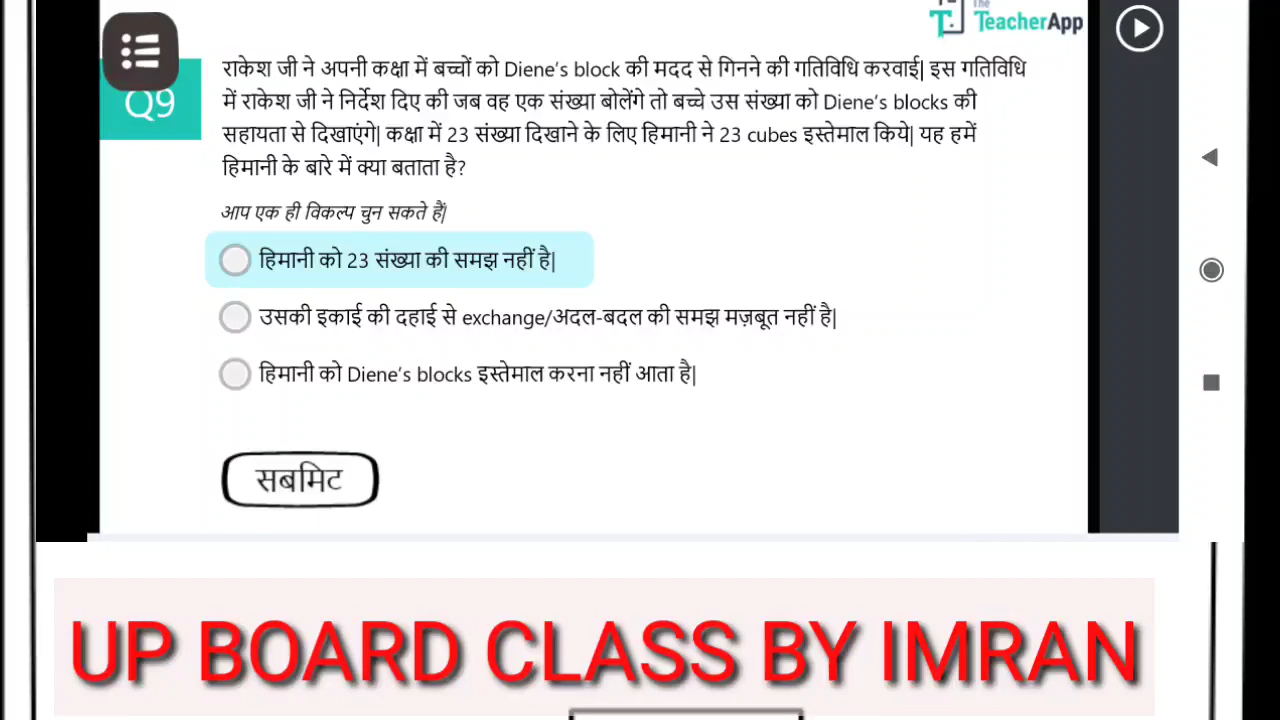 The
TeacherApp
Q9
राकेश जी ने अपनी कक्षा में बच्चों को Diene’s block की मदद से गिनने की गतिविधि करवाई| इस गतिविधि
में राकेश जी ने निर्देश दिए की जब वह एक संख्या बोलेंगे तो बच्चे उस संख्या को Diene’s blocks की
सहायता से दिखाएंगे| कक्षा में 23 संख्या दिखाने के लिए हिमानी ने 23 cubes इस्तेमाल किये| यह हमें
हिमानी के बारे में क्या बताता है?
आप एक ही विकल्प चुन सकते हैं|
हिमानी को 23 संख्या की समझ नहीं है|
उसकी इकाई की दहाई से exchange/अदल-बदल की समझ मज़बूत नहीं है|
हिमानी को Diene’s blocks इस्तेमाल करना नहीं आता है|
सबमिट
UP BOARD CLASS BY IMRAN